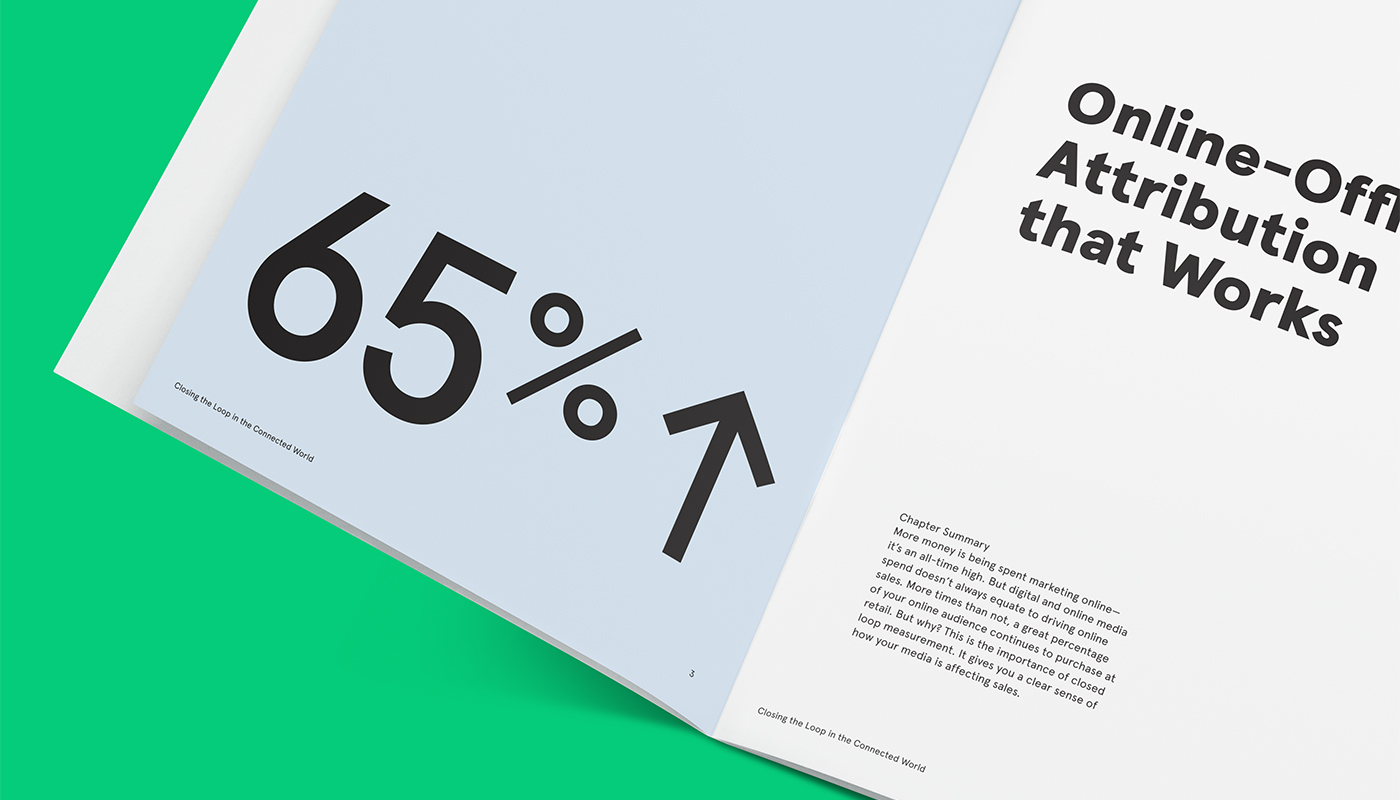 65%↑
Closing the Loop in the Connected World
3
Online–Offl
Attribution
that Works
Chapter Summary
More money is being spent marketing online—
it's an all-time high. But digital and online media
spend doesn't always equate to driving online
sales. More times than not, a great percentage
of your online audience continues to purchase at
retail. But why? This is the importance of closed
loop measurement. It gives you a clear sense of
how your media is affecting sales.
Closing the Loop in the Connected World